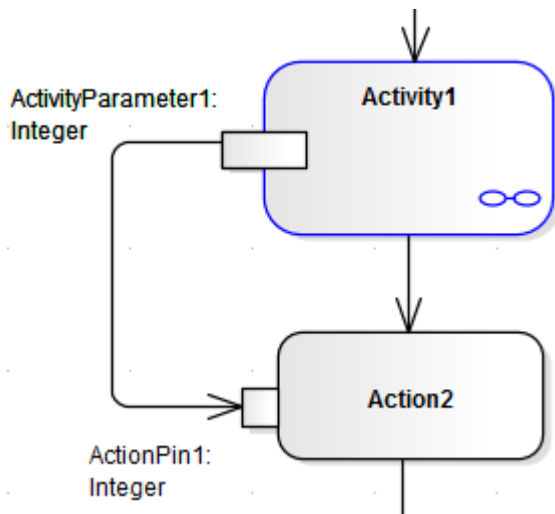 Activity1
ActivityParameter1:
Integer
Action2
ActionPin1:
Integer